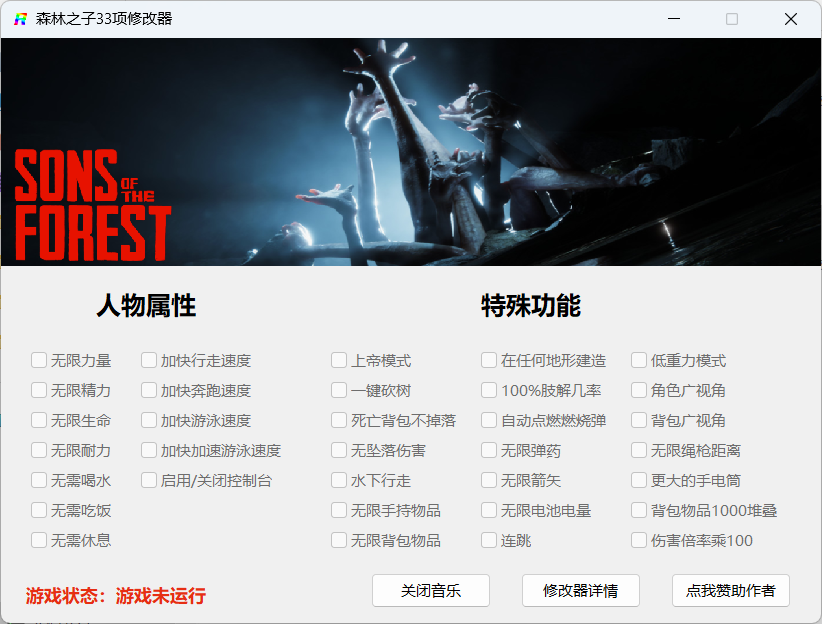 森林之子33项修改器
SONS OF THE
FOREST
人物属性
特殊功能
无限力量 加快行走速度 上帝模式 在任何地形建造 低重力模式
无限精力 加快奔跑速度 一键砍树 100%肢解几率 角色广视角
无限生命 加快游泳速度 死亡背包不掉落 自动点燃燃烧弹 背包广视角
无限耐力 加快加速游泳速度 无坠落伤害 无限弹药 无限绳枪距离
无需喝水 启用/关闭控制台 水下行走 无限箭矢 更大的手电筒
无需吃饭 无限手持物品 无限电池电量 背包物品1000堆叠
无需休息 无限背包物品 连跳 伤害倍率乘100
游戏状态：游戏未运行
关闭音乐 修改器详情 点我赞助作者